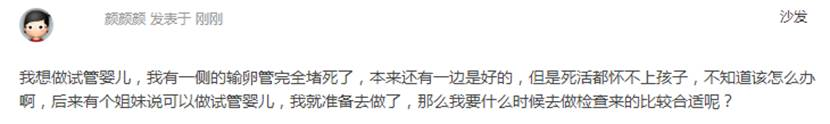 颜颜颜 发表于 刚刚
沙发
我想做试管婴儿，我有一侧的输卵管完全堵死了，本来还有一边是好的，但是死活都怀不上孩子，不知道该怎么办
啊，后来有个姐妹说可以做试管婴儿，我就准备去做了，那么我要什么时候去做检查来的比较合适呢？